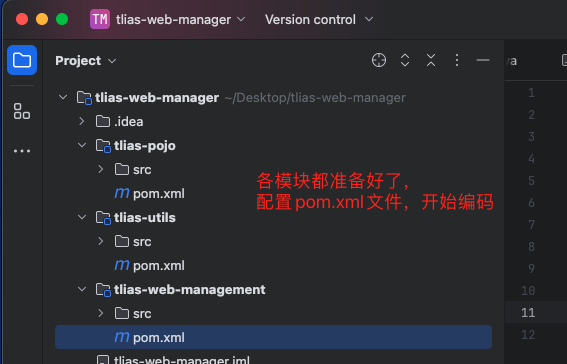 TM tlias-web-manager Version control
Project
va
tlias-web-manager ~/Desktop/tlias-web-manager
.idea
tlias-pojo
src
m pom.xml
tlias-utils
src
m pom.xml
tlias-web-management
src
m pom.xml
tlias-web-manager.iml
各模块都准备好了，
配置pom.xml文件，开始编码
1
2
3
4
5
6
7
8
9
10
11
12